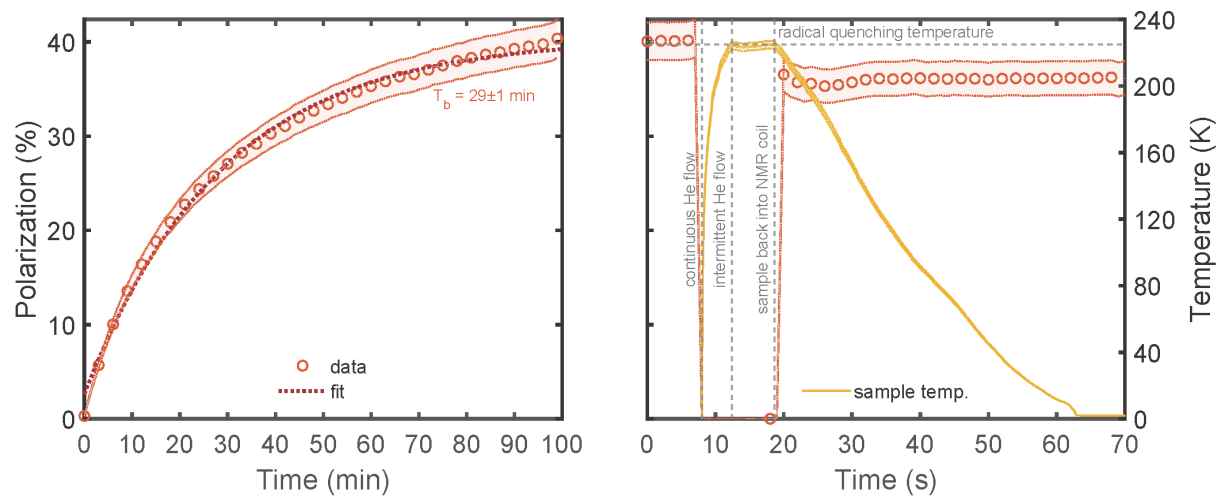 40
30
20
10
0
Polarization (%)
T_b = 29±1 min
data
fit
0 10 20 30 40 50 60 70 80 90 100
Time (min)
radical quenching temperature
continuous He flow
intermittent He flow
sample back into NMR coil
sample temp.
0 10 20 30 40 50 60 70
Time (s)
240
200
160
120
80
40
0
Temperature (K)